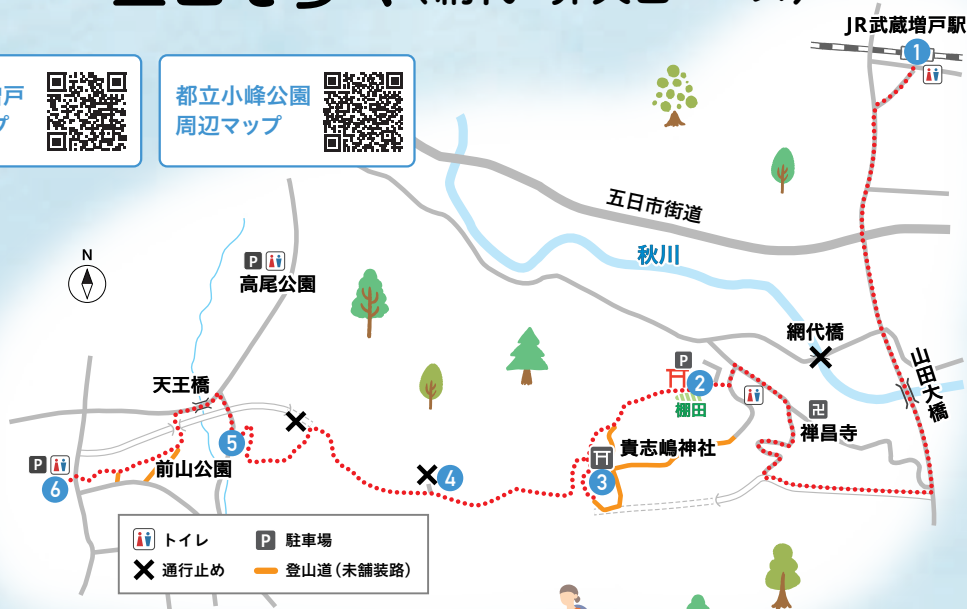 JR武蔵増戸駅
1
都立小峰公園
周辺マップ
五日市街道
秋川
N
P
高尾公園
網代橋
山田大橋
P
2
棚田
天王橋
禅昌寺
貴志嶋神社
5
前山公園
P
6
4
3
トイレ
P 駐車場
通行止め
登山道（未舗装路）